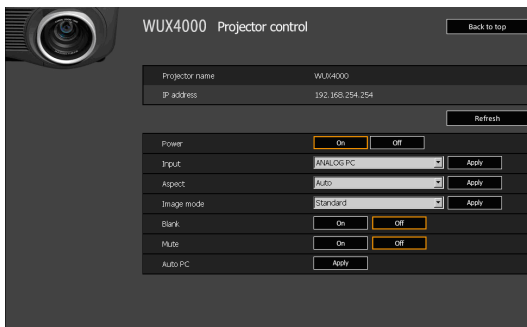 WUX4000 Projector control Back to top
Projector name WUX4000
IP address 192.168.254.254
Refresh
Power On Off
Input ANALOG PC Apply
Aspect Auto Apply
Image mode Standard Apply
Blank On Off
Mute On Off
Auto PC Apply